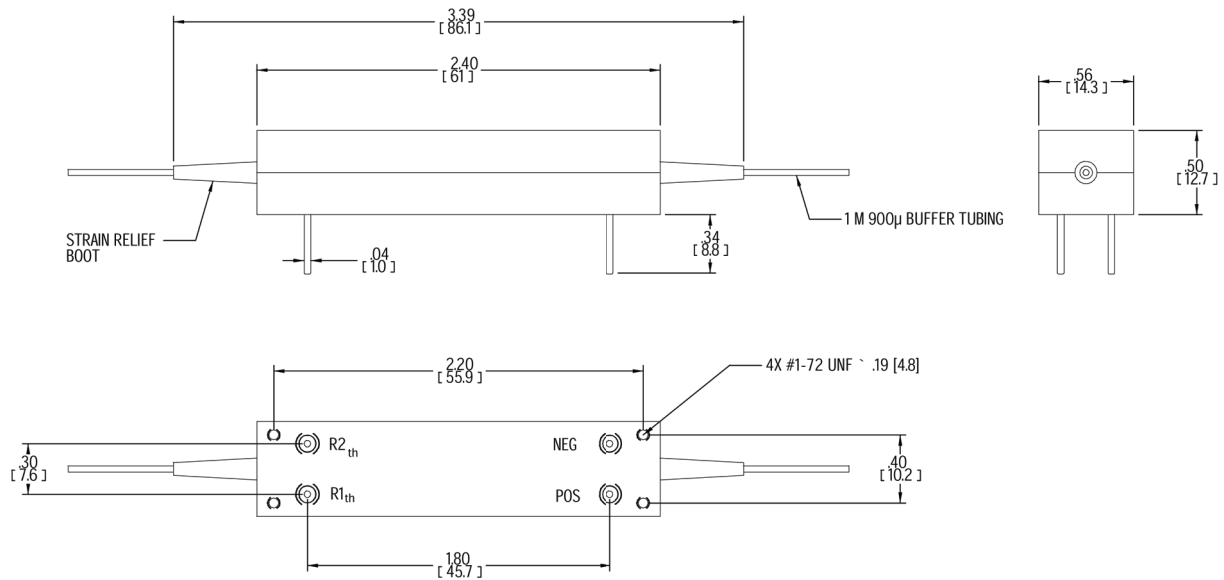 3.39
[ 86.1 ]
2.40
[ 61 ]
.56
[ 14.3 ]
.50
[ 12.7 ]
1 M 900µ BUFFER TUBING
STRAIN RELIEF
BOOT
.04
[ 1.0 ]
.34
[ 8.8 ]
2.20
[ 55.9 ]
4X #1-72 UNF ` .19 [4.8]
R2th
NEG
.30
[ 7.6 ]
.40
[ 10.2 ]
R1th
POS
1.80
[ 45.7 ]